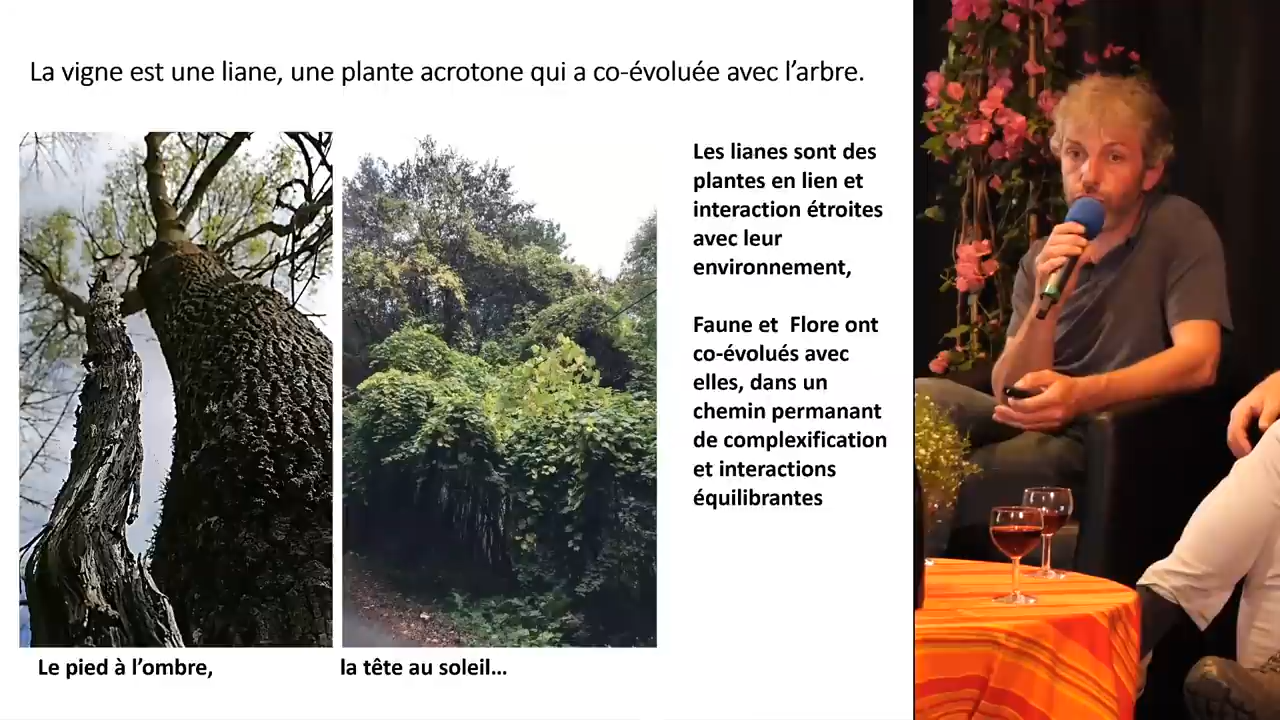 La vigne est une liane, une plante acrotone qui a co-évoluée avec l’arbre.
Les lianes sont des
plantes en lien et
interaction étroites
avec leur
environnement,
Faune et  Flore ont
co-évolués avec
elles, dans un
chemin permanant
de complexification
et interactions
équilibrantes
Le pied à l’ombre,
la tête au soleil…